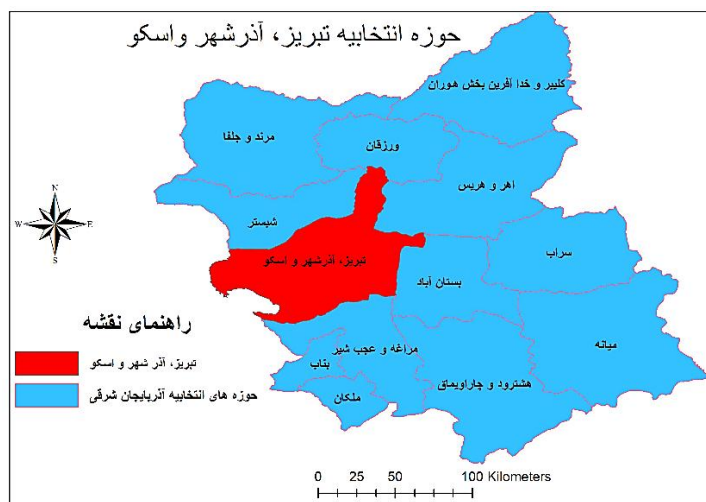 حوزه انتخابیه تبریز، آذرشهر واسکو
کلیبر و خدا آفرین بخش هوران
مرند و جلفا
ورزقان
اهر و هریس
شبستر
تبریز، آذرشهر و اسکو
سراب
بستان آباد
میانه
مراغه و عجب شیر
بناب
هشترود و چاراویماق
ملکان
N
W
E
S
راهنمای نقشه
تبریز، آذر شهر و اسکو
حوزه های انتخابیه آذربایجان شرقی
0 25 50 100 Kilometers